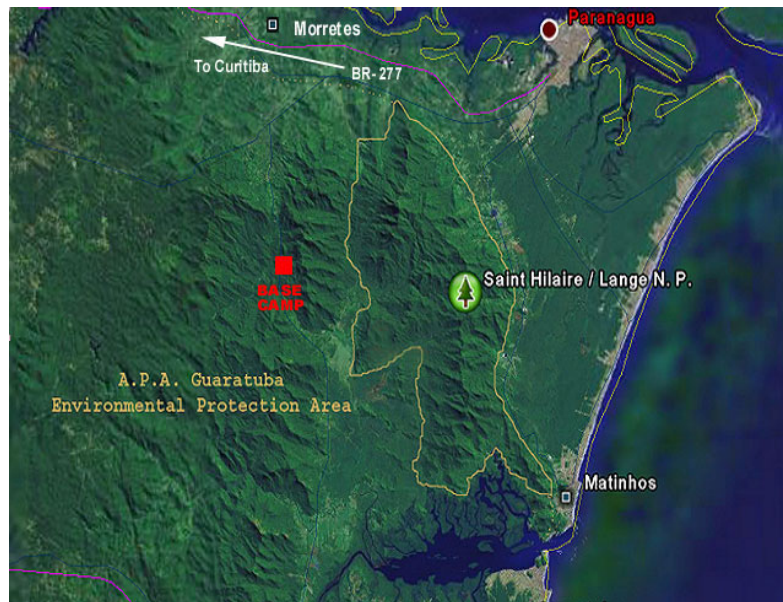 Paranagua
Morretes
To Curitiba
BR-277
Saint Hilaire / Lange N. P.
BASE
CAMP
A.P.A. Guaratuba
Environmental Protection Area
Matinhos